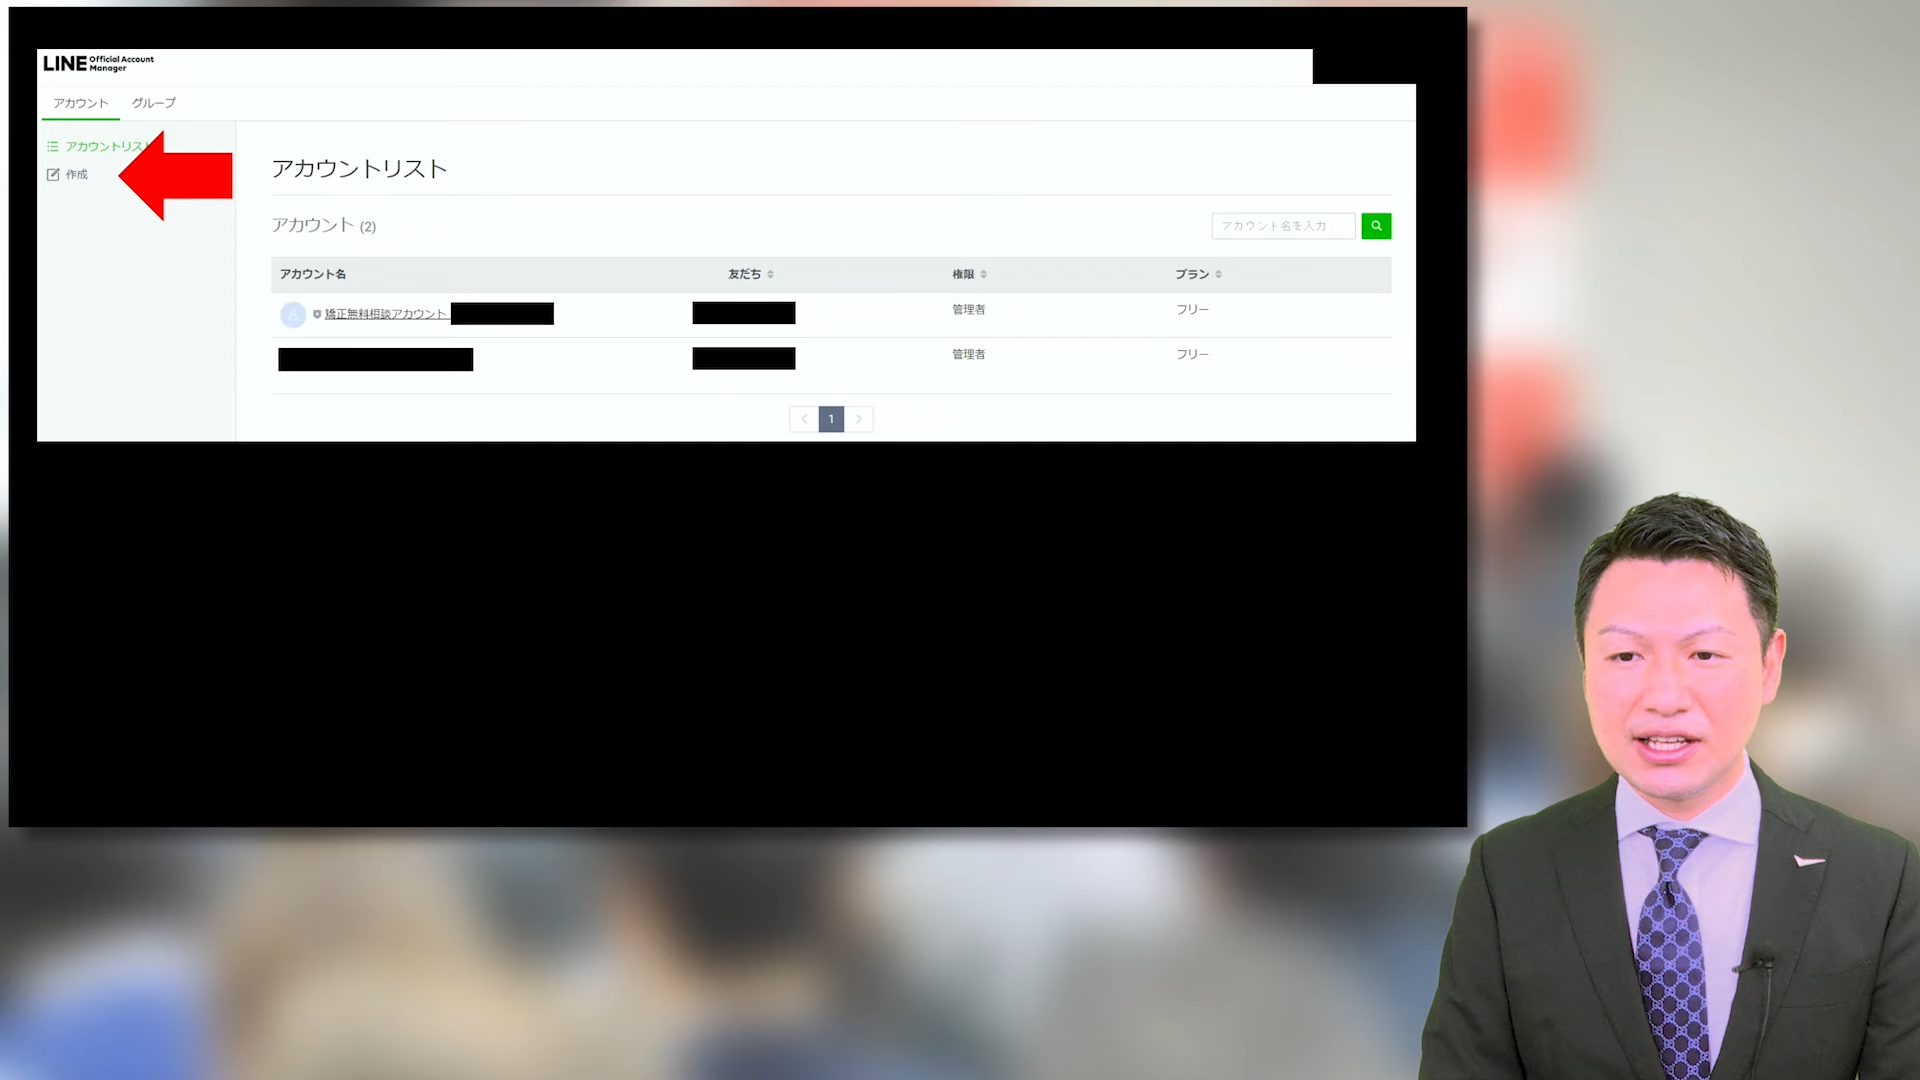 LINE Official Account Manager
アカウント グループ
アカウントリスト
作成
アカウントリスト
アカウント (2)
アカウント名を入力
アカウント名 友だち 権限 プラン
矯正無料相談アカウント 管理者 フリー
管理者 フリー
1